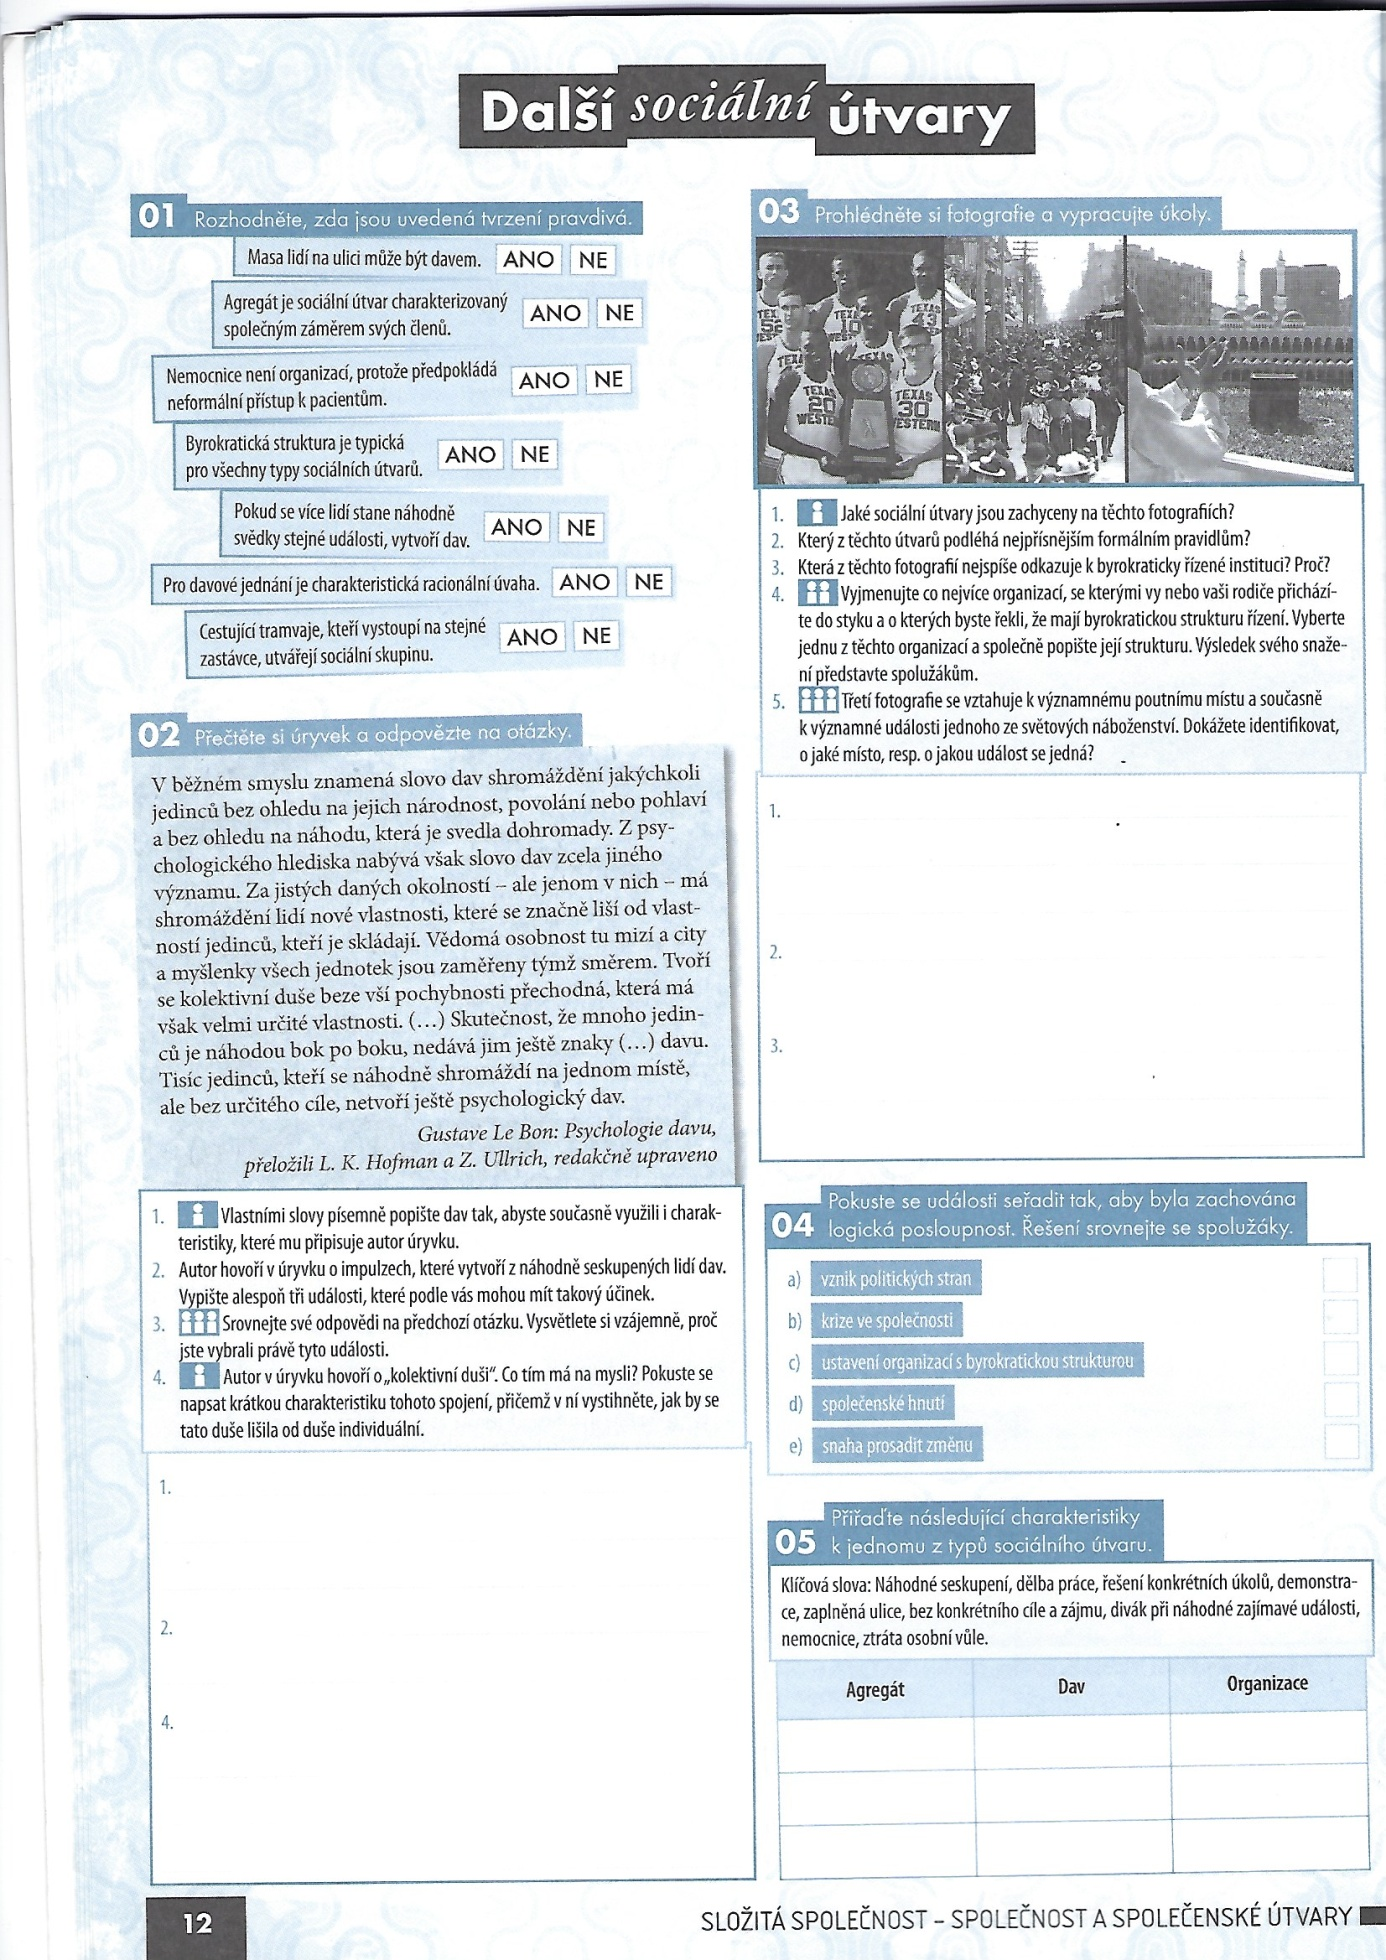 Další sociální útvary
01 Rozhodněte, zda jsou uvedená tvrzení pravdivá.
Masa lidí na ulici může být davem. ANO NE
Agregát je sociální útvar charakterizovaný
společným záměrem svých členů. ANO NE
Nemocnice není organizací, protože předpokládá
neformální přístup k pacientům. ANO NE
Byrokratická struktura je typická
pro všechny typy sociálních útvarů. ANO NE
Pokud se více lidí stane náhodně
svědky stejné události, vytvoří dav. ANO NE
Pro davové jednání je charakteristická racionální úvaha. ANO NE
Cestující tramvaje, kteří vystoupí na stejné
zastávce, utvářejí sociální skupinu. ANO NE
02 Přečtěte si úryvek a odpovězte na otázky.
V běžném smyslu znamená slovo dav shromáždění jakýchkoli
jedinců bez ohledu na jejich národnost, povolání nebo pohlaví
a bez ohledu na náhodu, která je svedla dohromady. Z psy-
chologického hlediska nabývá však slovo dav zcela jiného
významu. Za jistých daných okolností – ale jenom v nich – má
shromáždění lidí nové vlastnosti, které se značně liší od vlast-
ností jedinců, kteří je skládají. Vědomá osobnost tu mizí a city
a myšlenky všech jednotek jsou zaměřeny týmž směrem. Tvoří
se kolektivní duše beze vší pochybnosti přechodná, která má
však velmi určité vlastnosti. (…) Skutečnost, že mnoho jedin-
ců je náhodou bok po boku, nedává jim ještě znaky (…) davu.
Tisíc jedinců, kteří se náhodně shromáždí na jednom místě,
ale bez určitého cíle, netvoří ještě psychologický dav.
Gustave Le Bon: Psychologie davu,
přeložili L. K. Hofman a Z. Ullrich, redakčně upraveno
1. Vlastními slovy písemně popište dav tak, abyste současně využili i charak-
teristiky, které mu připisuje autor úryvku.
2. Autor hovoří v úryvku o impulzech, které vytvoří z náhodně seskupených lidí dav.
Vypište alespoň tři události, které podle vás mohou mít takový účinek.
3. Srovnejte své odpovědi na předchozí otázku. Vysvětlete si vzájemně, proč
jste vybrali právě tyto události.
4. Autor v úryvku hovoří o „kolektivní duši“. Co tím má na mysli? Pokuste se
napsat krátkou charakteristiku tohoto spojení, přičemž v ní vystihněte, jak by se
tato duše lišila od duše individuální.
1.
2.
4.
03 Prohlédněte si fotografie a vypracujte úkoly.
TEXAS
10
TEXAS
20
WESTE
TEXAS
30
ESTERN
1. Jaké sociální útvary jsou zachyceny na těchto fotografiích?
2. Který z těchto útvarů podléhá nejpřísnějším formálním pravidlům?
3. Která z těchto fotografií nejspíše odkazuje k byrokraticky řízené instituci? Proč?
4. Vyjmenujte co nejvíce organizací, se kterými vy nebo vaši rodiče přichází-
te do styku a o kterých byste řekli, že mají byrokratickou strukturu řízení. Vyberte
jednu z těchto organizací a společně popište její strukturu. Výsledek svého snaže-
ní představte spolužákům.
5. Třetí fotografie se vztahuje k významnému poutnímu místu a současně
k významné události jednoho ze světových náboženství. Dokážete identifikovat,
o jaké místo, resp. o jakou událost se jedná?
1.
2.
3.
04 Pokuste se události seřadit tak, aby byla zachována
logická posloupnost. Řešení srovnejte se spolužáky.
a) vznik politických stran
b) krize ve společnosti
c) ustavení organizací s byrokratickou strukturou
d) společenské hnutí
e) snaha prosadit změnu
05 Přiřaďte následující charakteristiky
k jednomu z typů sociálního útvaru.
Klíčová slova: Náhodné seskupení, dělba práce, řešení konkrétních úkolů, demonstra-
ce, zaplněná ulice, bez konkrétního cíle a zájmu, divák při náhodné zajímavé události,
nemocnice, ztráta osobní vůle.
Agregát Dav Organizace
12
SLOŽITÁ SPOLEČNOST – SPOLEČNOST A SPOLEČENSKÉ ÚTVARY